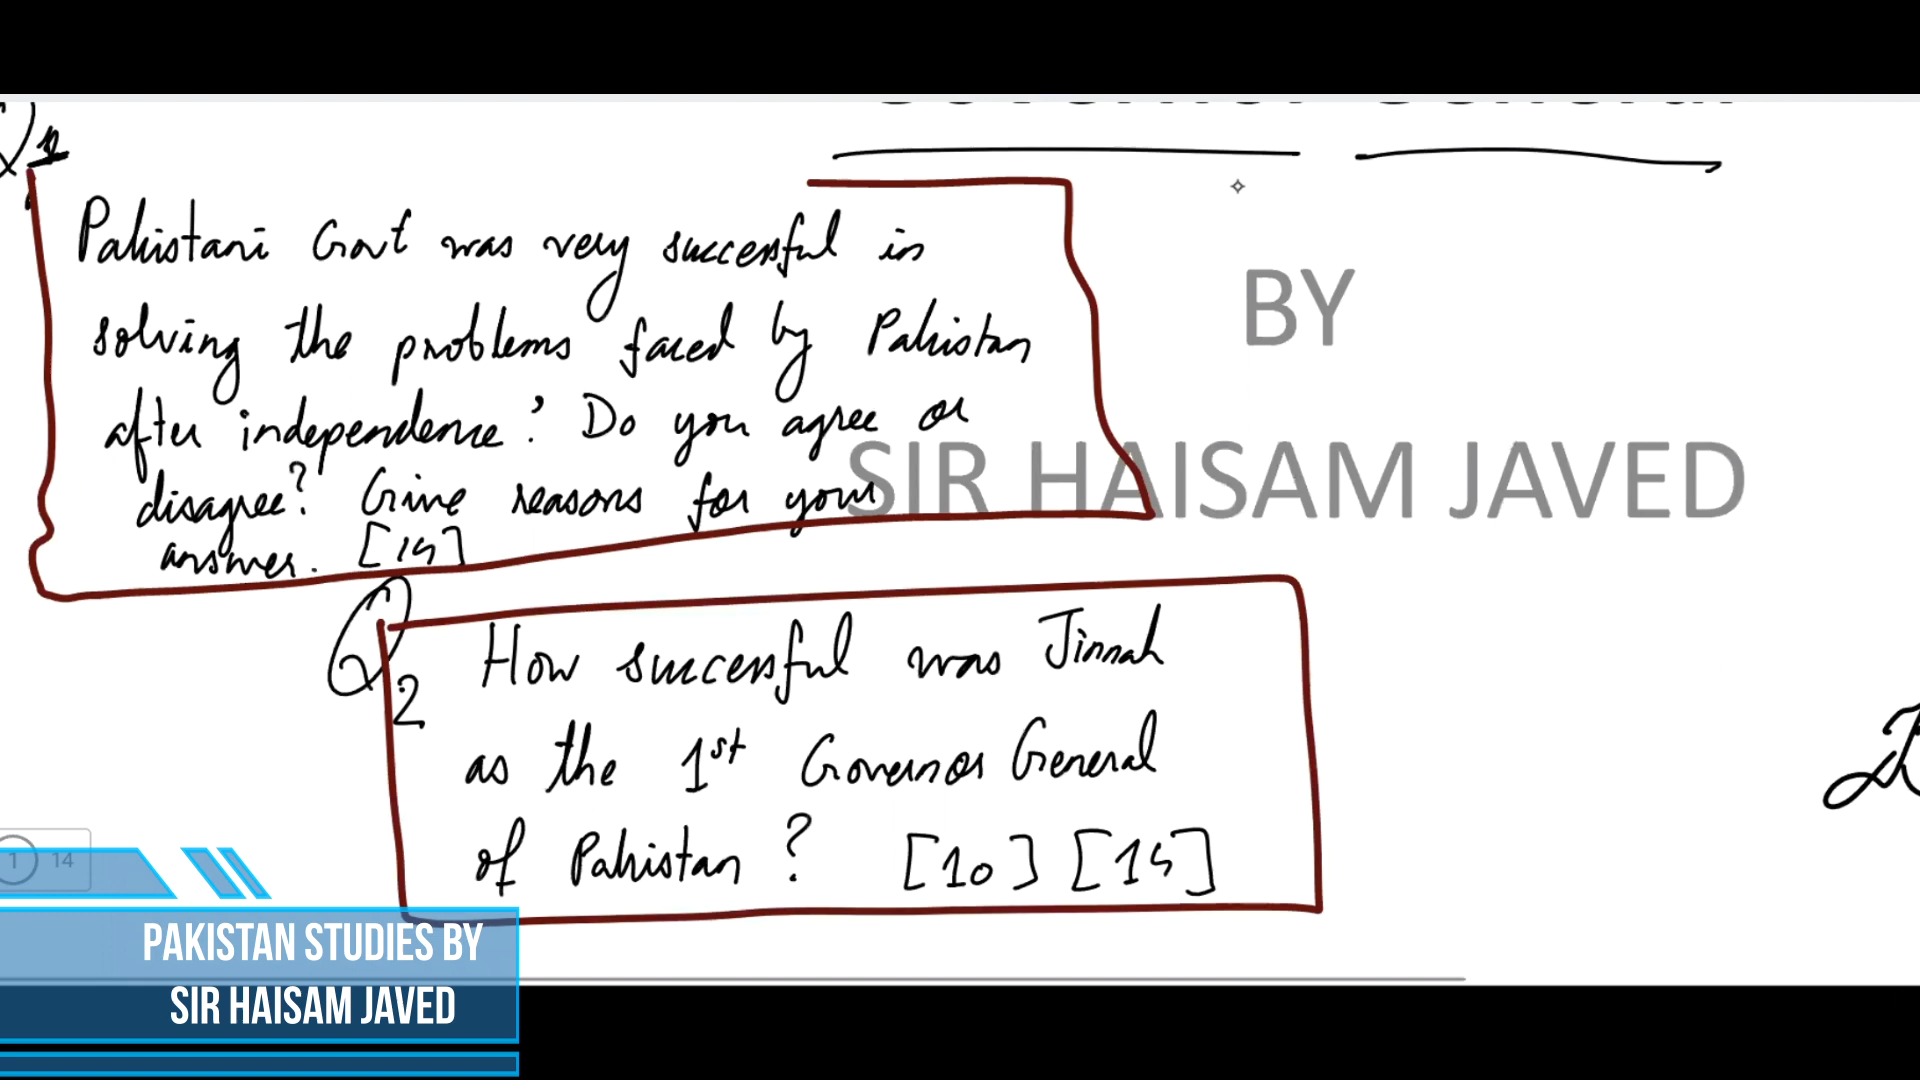 Q1
Pakistani Govt was very successful in
solving the problems faced by Pakistan
after independence? Do you agree or
disagree? Give reasons for your
answer. [14]
BY
SIR HAISAM JAVED
Q2
How successful was Jinnah
as the 1st Governor General
of Pakistan? [10] [14]
1 14
PAKISTAN STUDIES BY
SIR HAISAM JAVED